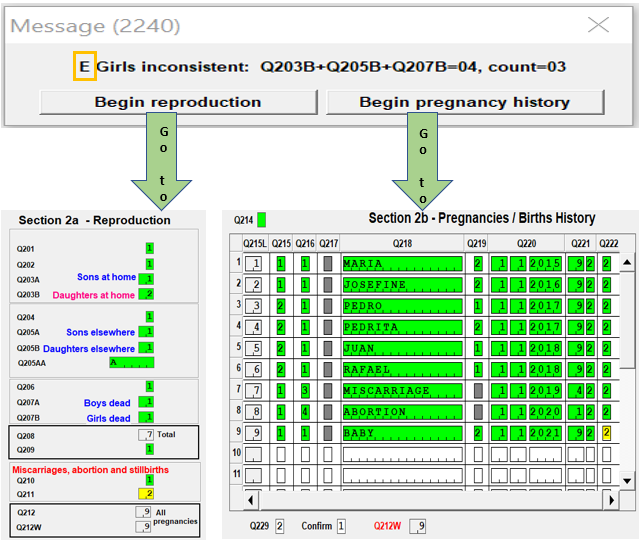 Message (2240)
E Girls inconsistent: Q203B+Q205B+Q207B=04, count=03
Begin reproduction
Begin pregnancy history
Go to
Go to
Section 2a - Reproduction
Q201 1
Q202 1
Q203A Sons at home 1
Q203B Daughters at home 2
Q204 1
Q205A Sons elsewhere 1
Q205B Daughters elsewhere 1
Q205AA A
Q206 1
Q207A Boys dead 1
Q207B Girls dead 1
Q208 7 Total
Q209 1
Miscarriages, abortion and stillbirths
Q210 1
Q211 2
Q212 9 All pregnancies
Q212W 9
Q214 Section 2b - Pregnancies / Births History
Q215L Q215 Q216 Q217 Q218 Q219 Q220 Q221 Q222
1 1 1 1 MARIA 2 1 1 2015 9 2 2
2 2 1 1 JOSEFINE 2 1 1 2016 9 2 2
3 3 2 1 PEDRO 1 1 1 2017 9 2 2
4 4 2 1 PEDRITA 2 1 1 2017 9 2 2
5 5 2 1 JUAN 1 1 1 2018 9 2 2
6 6 2 1 RAFAEL 1 1 1 2018 9 2 2
7 7 1 3 MISCARRIAGE 1 1 2019 4 2 2
8 8 1 4 ABORTION 1 1 2020 1 2 2
9 9 1 1 BABY 2 1 1 2021 9 2 2
10
11
Q229 2 Confirm 1 Q212W 9